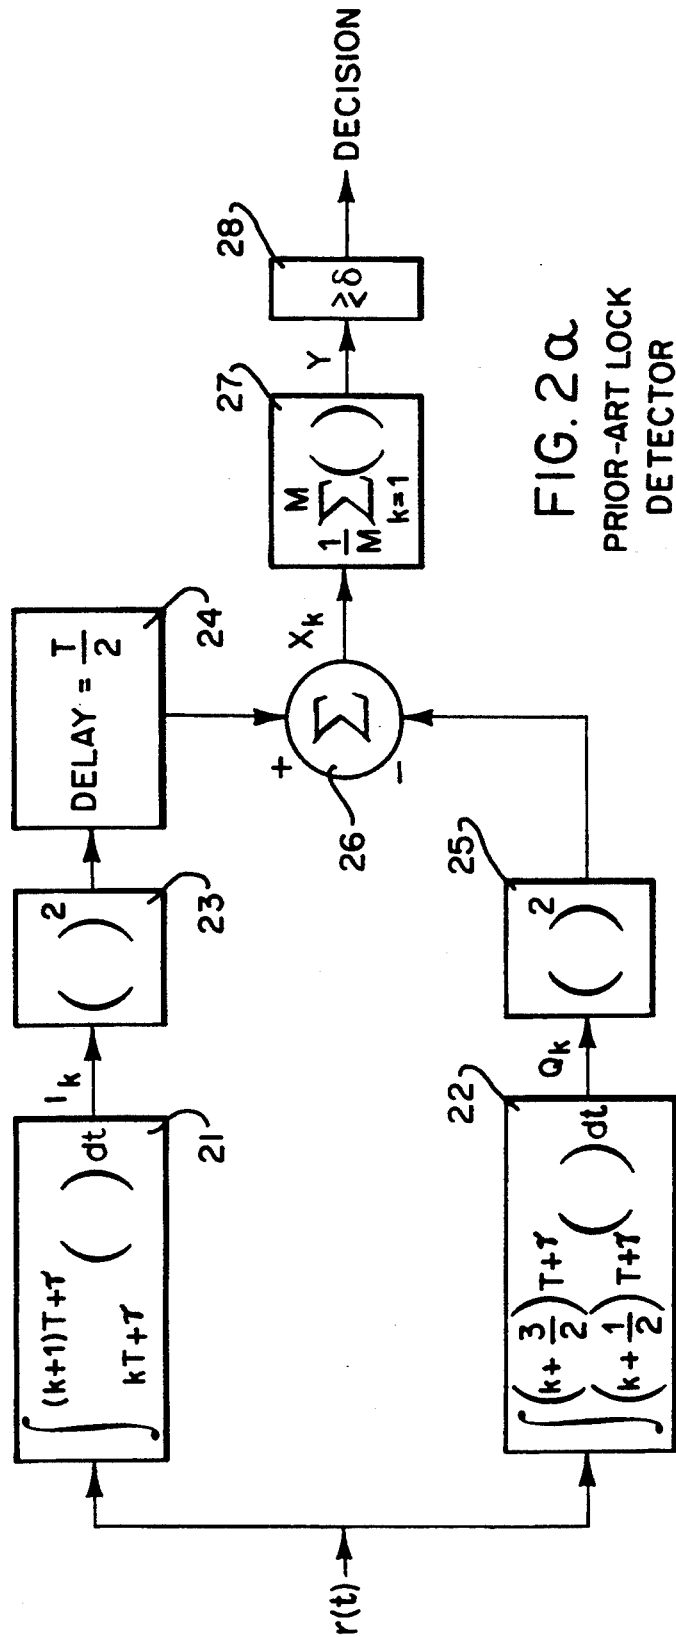 r(t)
∫ (k+1)T+τ
kT+τ
( ) dt
21
I_k
( )²
23
DELAY = T/2
24
∫ (k+3/2)T+τ
(k+1/2)T+τ
( ) dt
22
Q_k
( )²
25
+
Σ
−
26
X_k
1/M Σ ( )
M
k=1
27
Y
≷δ
28
DECISION
FIG. 2a
PRIOR-ART LOCK
DETECTOR